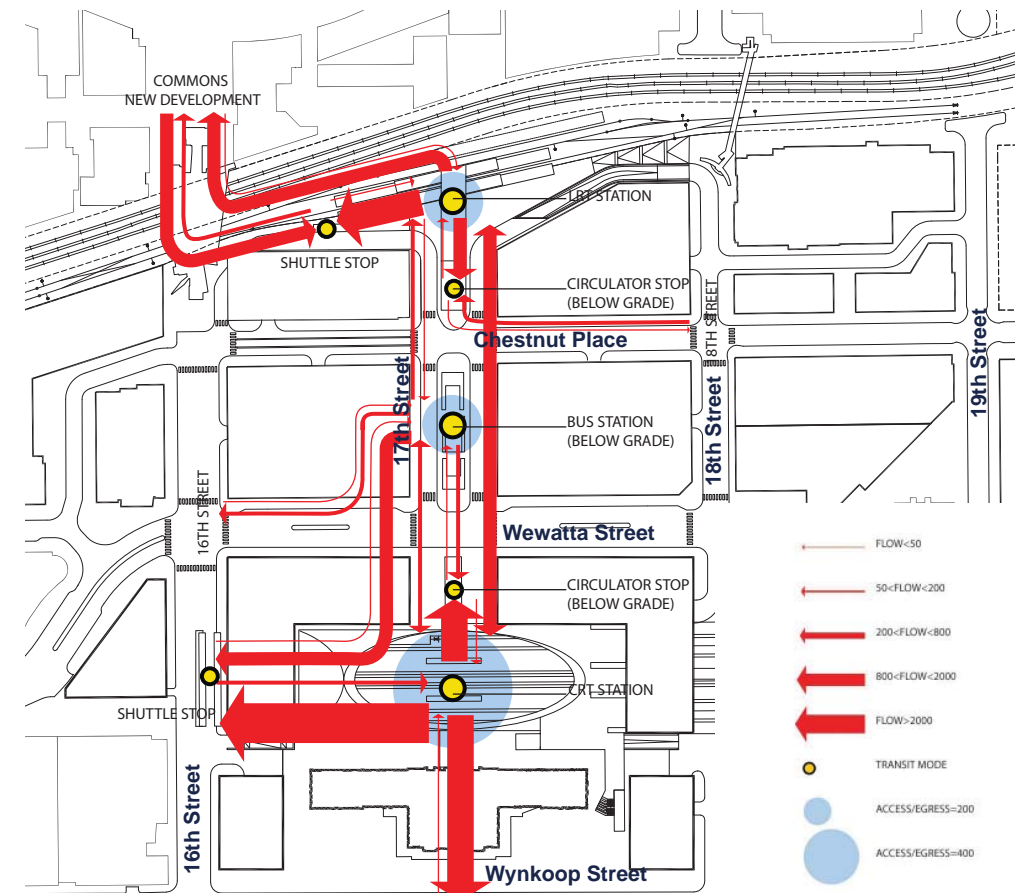 COMMONS
NEW DEVELOPMENT
LRT STATION
SHUTTLE STOP
CIRCULATOR STOP
(BELOW GRADE)
Chestnut Place
18TH STREET
17th Street
BUS STATION
(BELOW GRADE)
18th Street
19th Street
16TH STREET
Wewatta Street
CIRCULATOR STOP
(BELOW GRADE)
CRT STATION
SHUTTLE STOP
16th Street
Wynkoop Street
FLOW<50
50<FLOW<200
200<FLOW<800
800<FLOW<2000
FLOW>2000
TRANSIT MODE
ACCESS/EGRESS=200
ACCESS/EGRESS=400